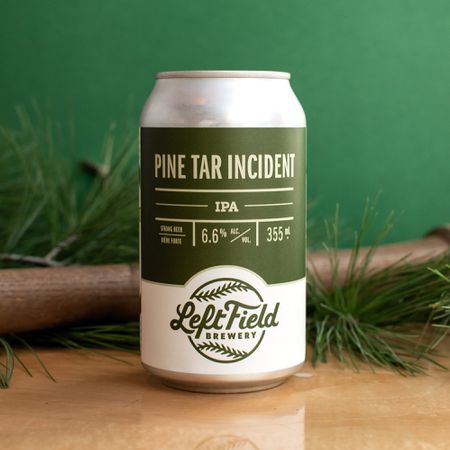 PINE TAR INCIDENT
IPA
STRONG BEER
BIÈRE FORTE
6.6% ALC./VOL.
355 mL
Left Field
BREWERY